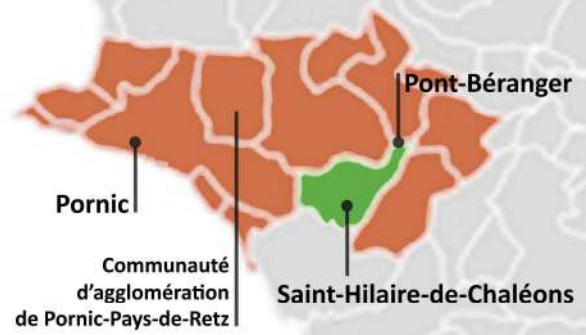 Pont-Béranger
Pornic
Communauté
d'agglomération
de Pornic-Pays-de-Retz
Saint-Hilaire-de-Chaléons